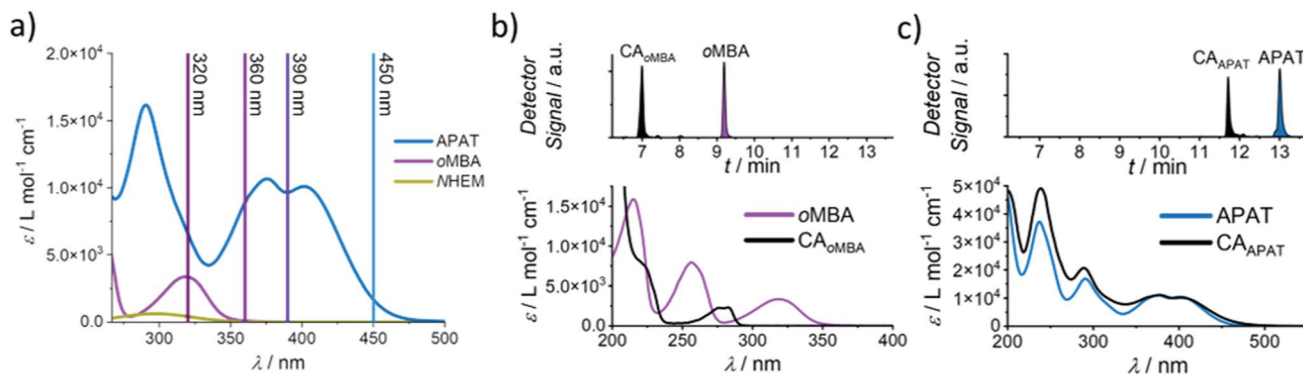 a)
ε / L mol⁻¹ cm⁻¹
2.0×10⁴
1.5×10⁴
1.0×10⁴
5.0×10³
0.0
300
350
400
450
500
λ / nm
320 nm
360 nm
390 nm
450 nm
APAT
oMBA
NHEM
b)
Detector
Signal / a.u.
CAoMBA
oMBA
7
8
9
10
11
12
13
t / min
ε / L mol⁻¹ cm⁻¹
1.5×10⁴
1.0×10⁴
5.0×10³
0.0
200
250
300
350
400
λ / nm
oMBA
CAoMBA
c)
Detector
Signal / a.u.
CAAPAT
APAT
7
8
9
10
11
12
13
t / min
ε / L mol⁻¹ cm⁻¹
5×10⁴
4×10⁴
3×10⁴
2×10⁴
1×10⁴
0
200
300
400
500
λ / nm
APAT
CAAPAT